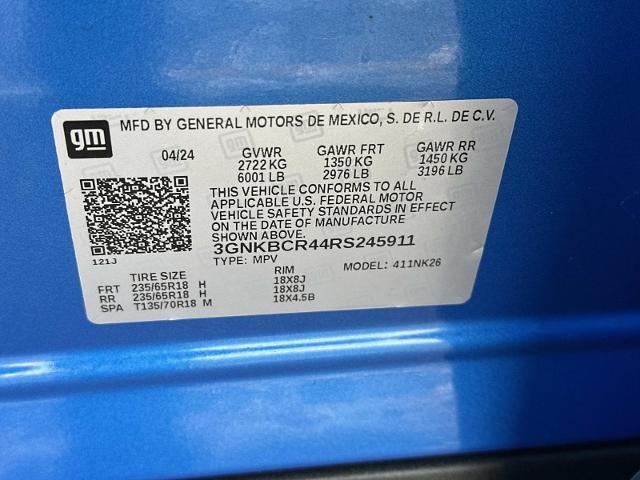 gm MFD BY GENERAL MOTORS DE MEXICO, S. DE R.L. DE C.V.
04/24 GVWR GAWR FRT GAWR RR
2722 KG 1350 KG 1450 KG
6001 LB 2976 LB 3196 LB
THIS VEHICLE CONFORMS TO ALL
APPLICABLE U.S. FEDERAL MOTOR
VEHICLE SAFETY STANDARDS IN EFFECT
ON THE DATE OF MANUFACTURE
SHOWN ABOVE.
3GNKBCR44RS245911
121J TYPE: MPV MODEL: 411NK26
TIRE SIZE RIM
FRT 235/65R18 H 18X8J
RR 235/65R18 H 18X8J
SPA T135/70R18 M 18X4.5B